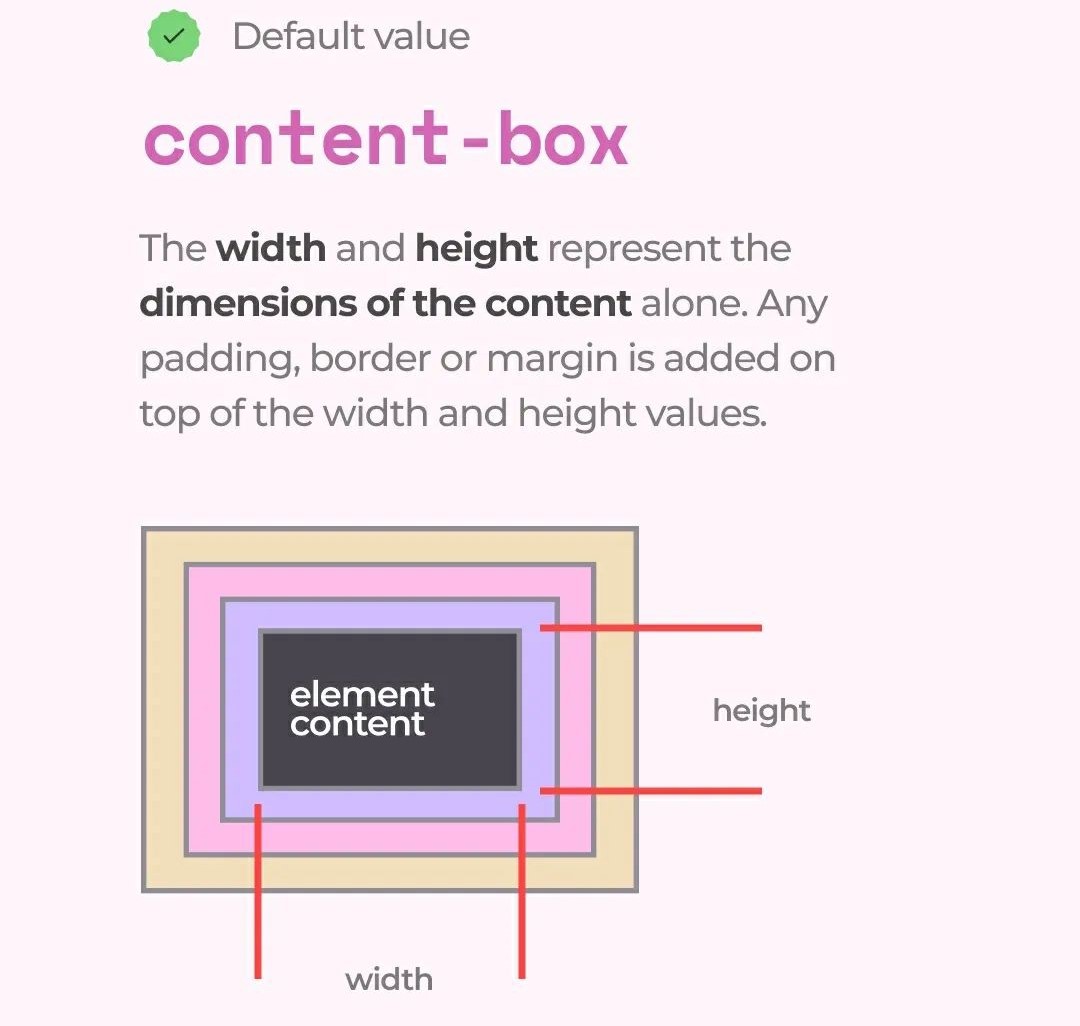 Default value
content-box
The width and height represent the
dimensions of the content alone. Any
padding, border or margin is added on
top of the width and height values.
element
content
height
width